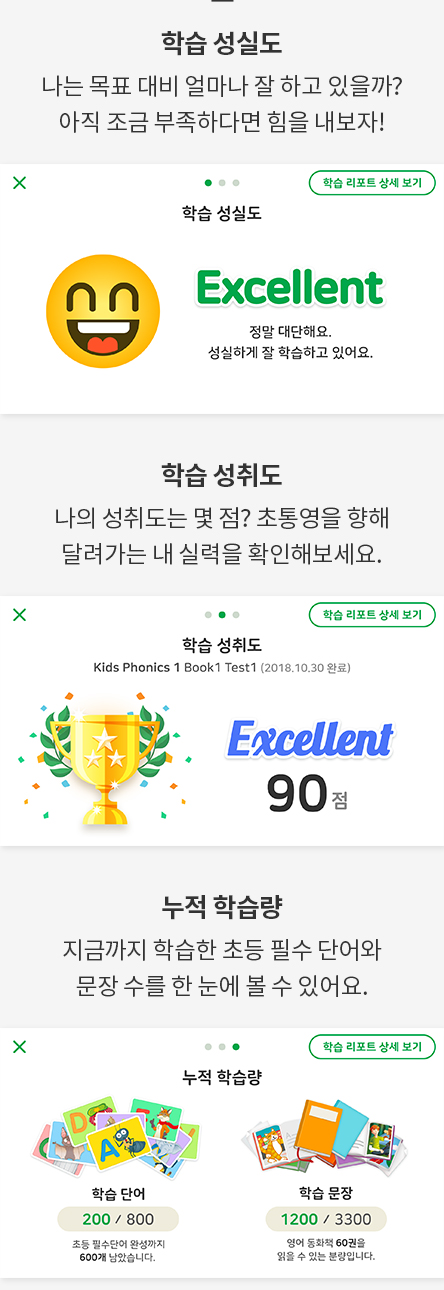 학습 성실도
나는 목표 대비 얼마나 잘 하고 있을까?
아직 조금 부족하다면 힘을 내보자!
학습 리포트 상세 보기
학습 성실도
Excellent
정말 대단해요.
성실하게 잘 학습하고 있어요.
학습 성취도
나의 성취도는 몇 점? 초통영을 향해
달려가는 내 실력을 확인해보세요.
학습 리포트 상세 보기
학습 성취도
Kids Phonics 1 Book1 Test1 (2018.10.30 완료)
Excellent
90점
누적 학습량
지금까지 학습한 초등 필수 단어와
문장 수를 한 눈에 볼 수 있어요.
학습 리포트 상세 보기
누적 학습량
D
A
학습 단어
200 / 800
초등 필수단어 완성까지
600개 남았습니다.
학습 문장
1200 / 3300
영어 동화책 60권을
읽을 수 있는 분량입니다.